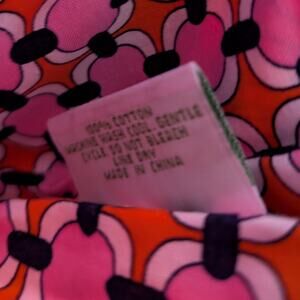 100% COTTON
MACHINE WASH COOL, GENTLE
CYCLE DO NOT BLEACH
LINE DRY
MADE IN CHINA